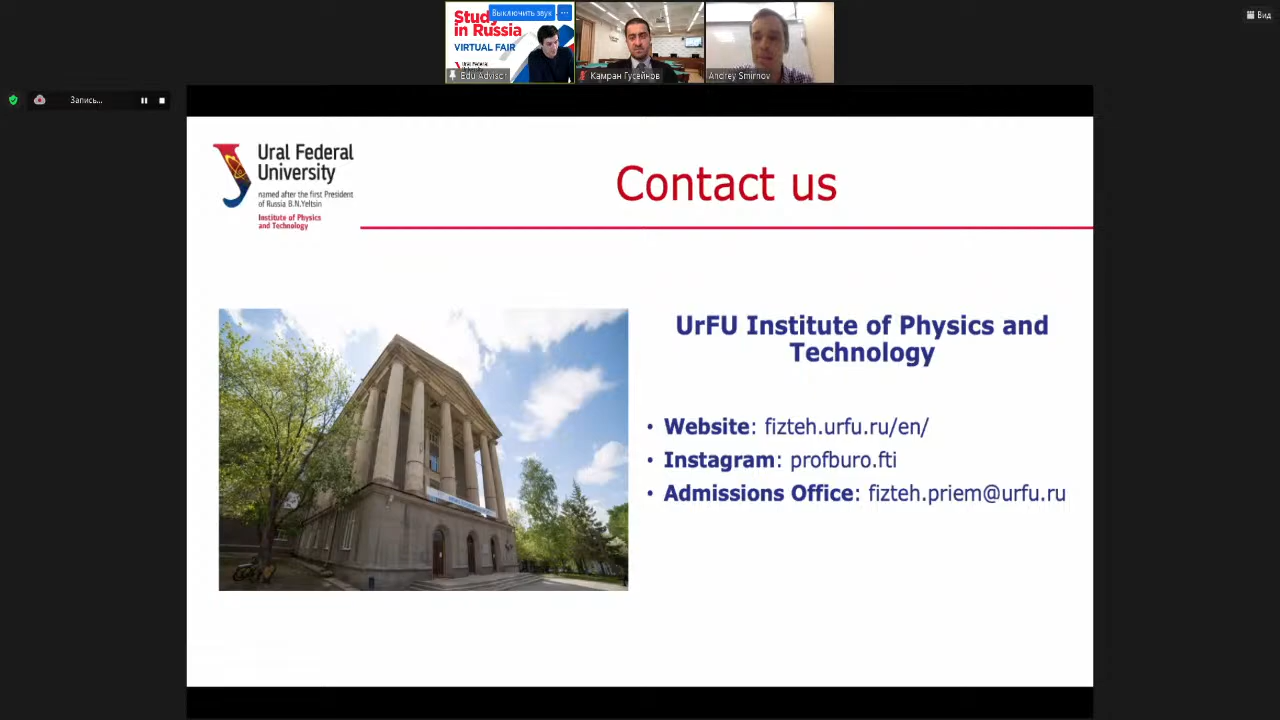 Study
in Russia
VIRTUAL FAIR
Выключить звук
Edu Advisor
Камран Гусейнов
Andrey Smirnov
Вид
Запись...
Ural Federal
University
named after the first President
of Russia B.N.Yeltsin
Institute of Physics
and Technology
Contact us
UrFU Institute of Physics and
Technology
• Website: fizteh.urfu.ru/en/
• Instagram: profburo.fti
• Admissions Office: fizteh.priem@urfu.ru